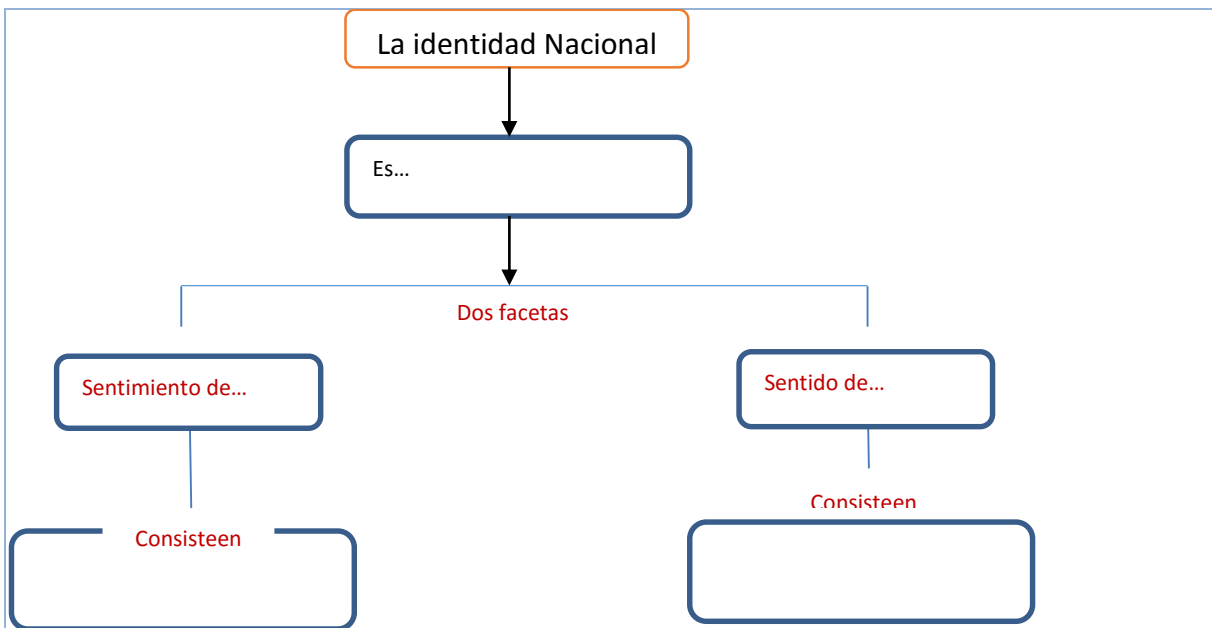 La identidad Nacional
Es...
Dos facetas
Sentimiento de...
Sentido de...
Consisteen
Consisteen